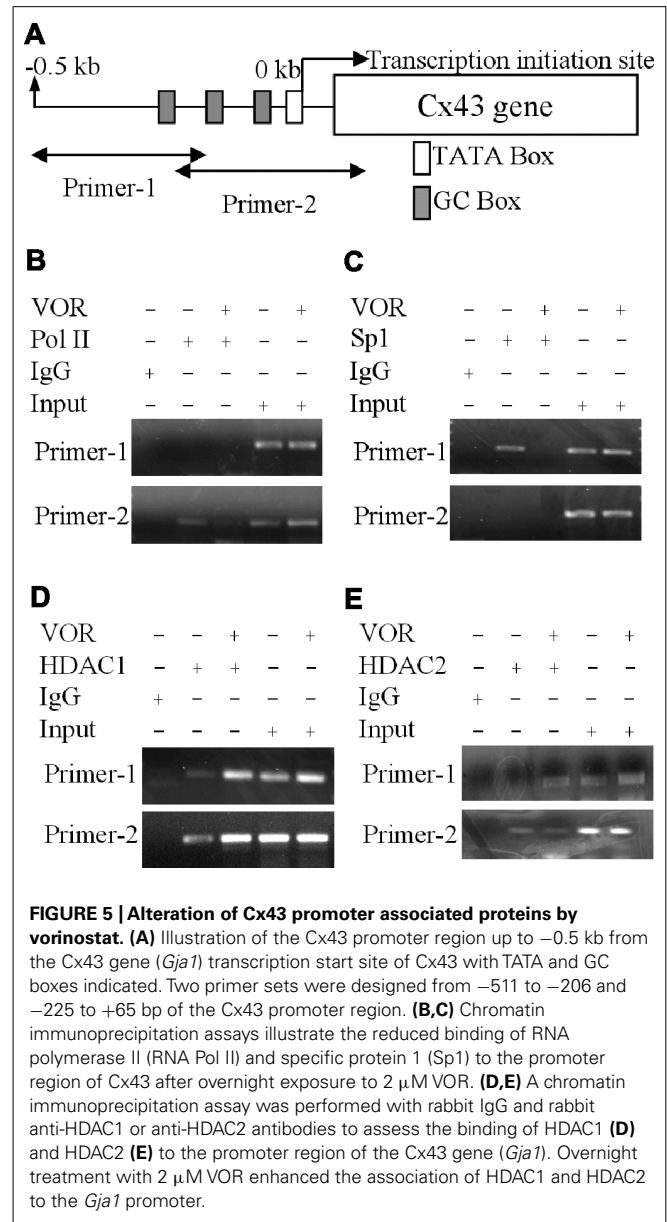 A
-0.5 kb
0 kb
Transcription initiation site
Cx43 gene
Primer-1
Primer-2
TATA Box
GC Box
B
VOR – – + – +
Pol II – + + – –
IgG + – – – –
Input – – – + +
Primer-1
Primer-2
C
VOR – – + – +
Sp1 – + + – –
IgG + – – – –
Input – – – + +
Primer-1
Primer-2
D
VOR – – + – +
HDAC1 – + + – –
IgG + – – – –
Input – – – + +
Primer-1
Primer-2
E
VOR – – + – +
HDAC2 – + + – –
IgG + – – – –
Input – – – + +
Primer-1
Primer-2
FIGURE 5 | Alteration of Cx43 promoter associated proteins by
vorinostat. (A) Illustration of the Cx43 promoter region up to −0.5 kb from
the Cx43 gene (Gja1) transcription start site of Cx43 with TATA and GC
boxes indicated. Two primer sets were designed from −511 to −206 and
−225 to +65 bp of the Cx43 promoter region. (B,C) Chromatin
immunoprecipitation assays illustrate the reduced binding of RNA
polymerase II (RNA Pol II) and specific protein 1 (Sp1) to the promoter
region of Cx43 after overnight exposure to 2 μM VOR. (D,E) A chromatin
immunoprecipitation assay was performed with rabbit IgG and rabbit
anti-HDAC1 or anti-HDAC2 antibodies to assess the binding of HDAC1 (D)
and HDAC2 (E) to the promoter region of the Cx43 gene (Gja1). Overnight
treatment with 2 μM VOR enhanced the association of HDAC1 and HDAC2
to the Gja1 promoter.